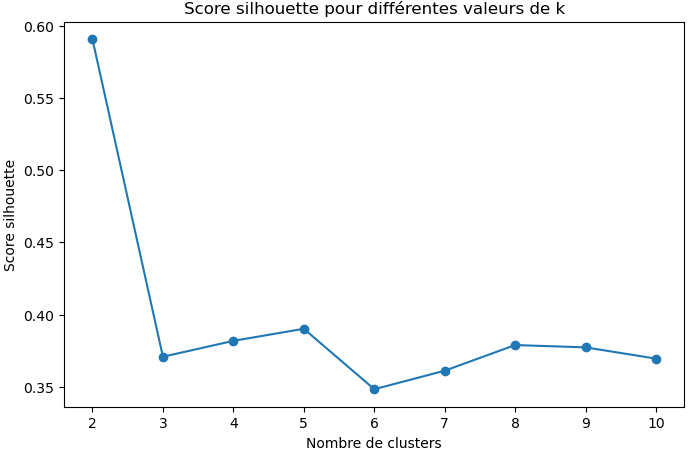 Score silhouette pour différentes valeurs de k
0.60
0.55
0.50
0.45
0.40
0.35
Score silhouette
2 3 4 5 6 7 8 9 10
Nombre de clusters